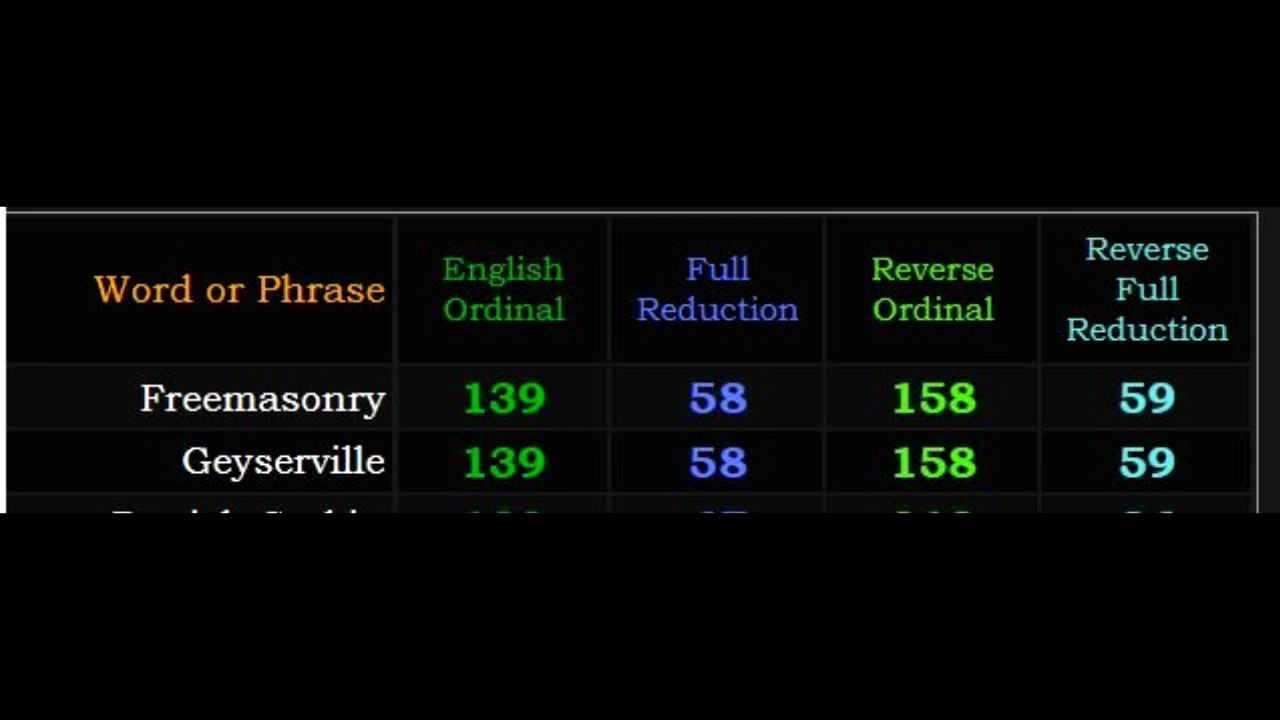 Word or Phrase English Ordinal Full Reduction Reverse Ordinal Reverse Full Reduction
Freemasonry 139 58 158 59
Geyserville 139 58 158 59